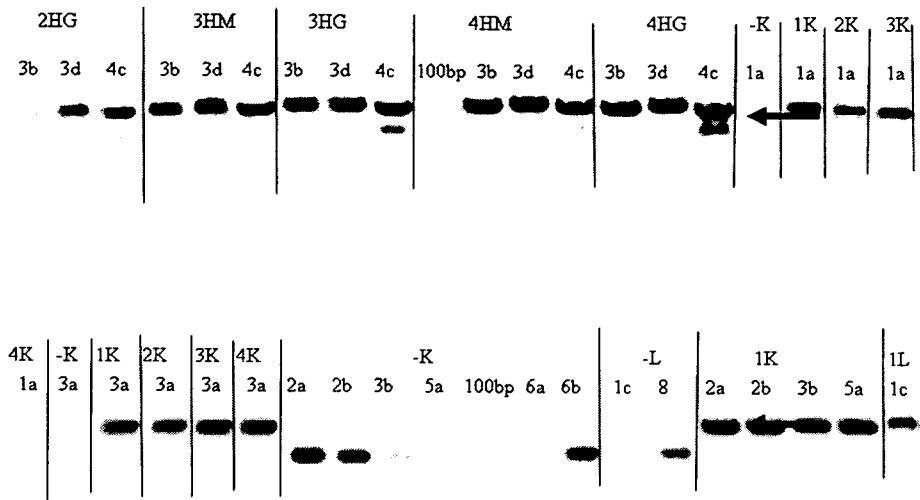 2HG 3HM 3HG 4HM 4HG -K 1K 2K 3K
3b 3d 4c 3b 3d 4c 3b 3d 4c 100bp 3b 3d 4c 3b 3d 4c 1a 1a 1a 1a
4K -K 1K 2K 3K 4K -K -L 1K 1L
1a 3a 3a 3a 3a 3a 2a 2b 3b 5a 100bp 6a 6b 1c 8 2a 2b 3b 5a 1c